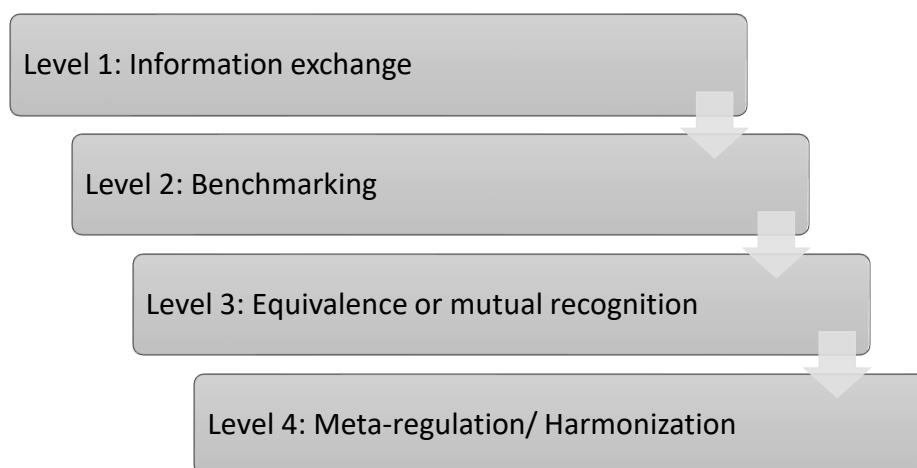 Level 1: Information exchange
Level 2: Benchmarking
Level 3: Equivalence or mutual recognition
Level 4: Meta-regulation/ Harmonization